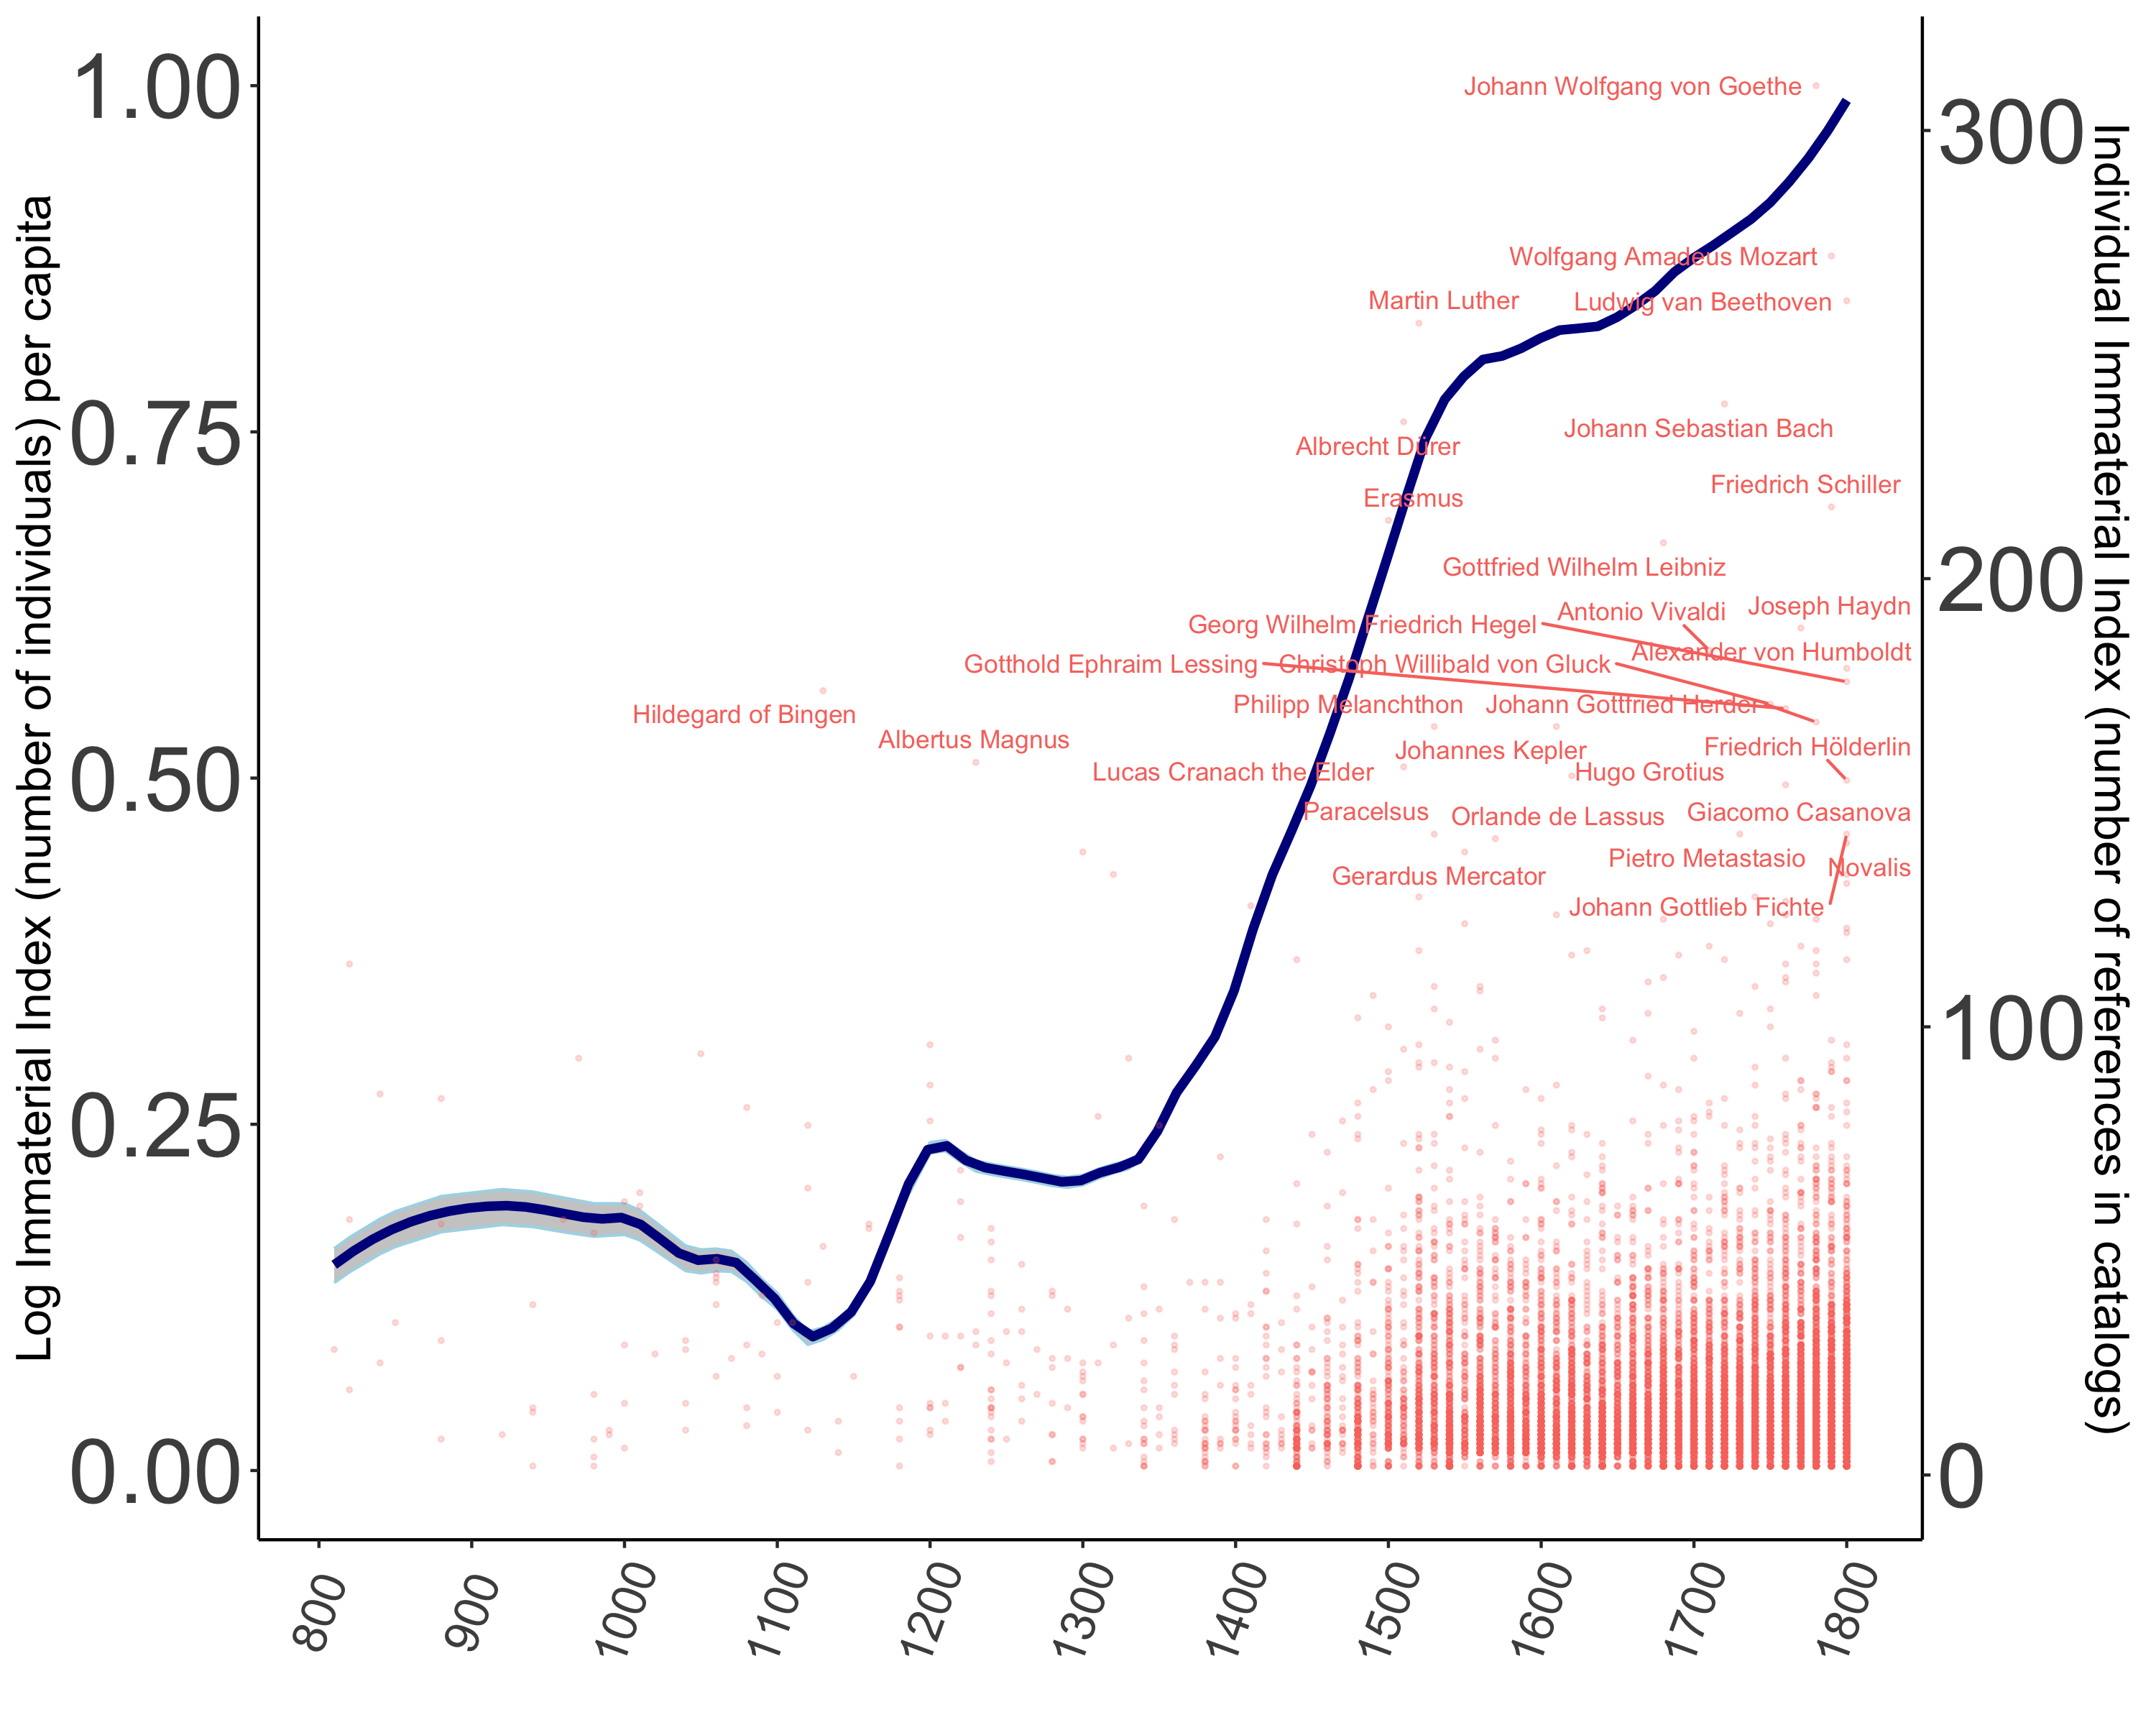 Log Immaterial Index (number of individuals) per capita
1.00
0.75
0.50
0.25
0.00
Johann Wolfgang von Goethe
Wolfgang Amadeus Mozart
Martin Luther
Ludwig van Beethoven
Johann Sebastian Bach
Albrecht Dürer
Friedrich Schiller
Erasmus
Gottfried Wilhelm Leibniz
Joseph Haydn
Antonio Vivaldi
Georg Wilhelm Friedrich Hegel
Alexander von Humboldt
Gotthold Ephraim Lessing
Christoph Willibald von Gluck
Philipp Melanchthon
Johann Gottfried Herder
Hildegard of Bingen
Albertus Magnus
Friedrich Hölderlin
Johannes Kepler
Lucas Cranach the Elder
Hugo Grotius
Paracelsus
Giacomo Casanova
Orlande de Lassus
Pietro Metastasio
Novalis
Gerardus Mercator
Johann Gottlieb Fichte
300
200
100
0
Individual Immaterial Index (number of references in catalogs)
800
900
1000
1100
1200
1300
1400
1500
1600
1700
1800